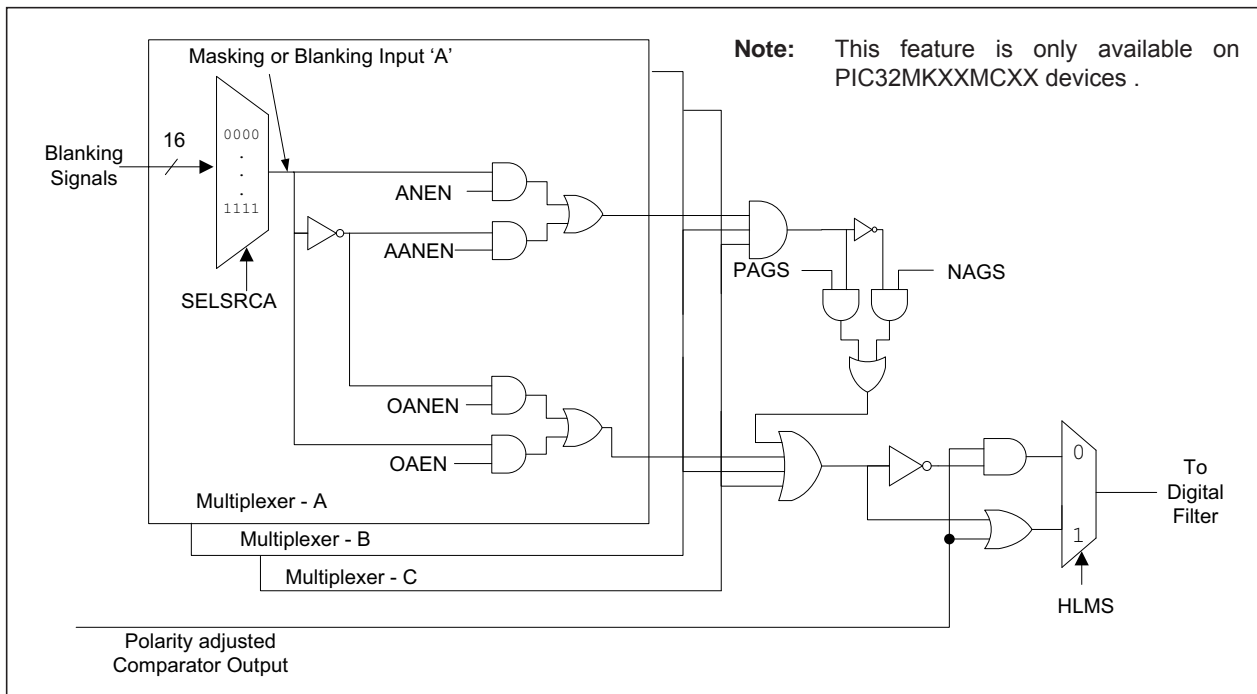 Masking or Blanking Input ‘A’
Note: This feature is only available on
PIC32MKXXMCXX devices .
16
Blanking
Signals
0000
.
.
.
1111
SELSRCA
ANEN
AANEN
PAGS
NAGS
OANEN
OAEN
Multiplexer - A
Multiplexer - B
Multiplexer - C
0
1
To
Digital
Filter
HLMS
Polarity adjusted
Comparator Output